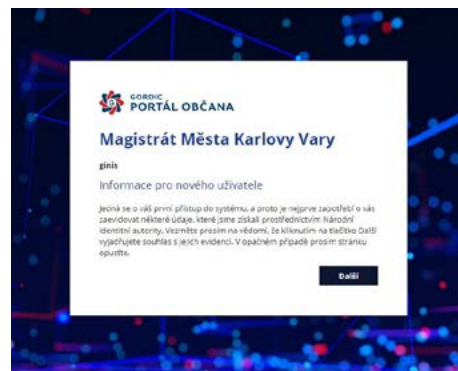 GORDIC
PORTÁL OBČANA
Magistrát Města Karlovy Vary
ginis
Informace pro nového uživatele
Jedná se o váš první přístup do systému, a proto je nejprve zapotřebí o vás
zaevidovat některé údaje, které jsme získali prostřednictvím Národní
identitní autority. Vezměte prosím na vědomí, že kliknutím na tlačítko Další
vyjadřujete souhlas s jejich evidencí. V opačném případě prosím stránku
opusťte.
Další